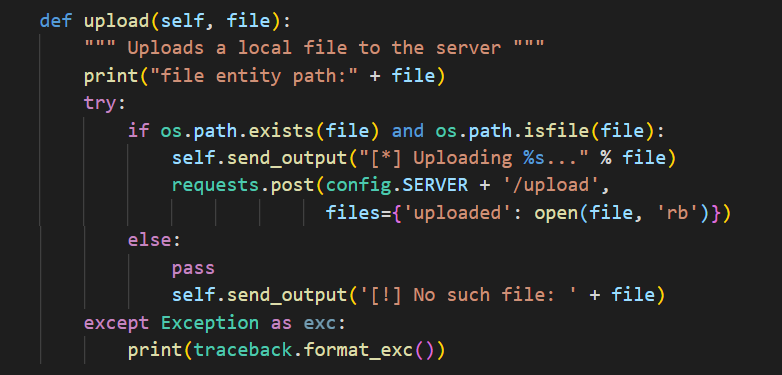 def upload(self, file):
""" Uploads a local file to the server """
print("file entity path:" + file)
try:
if os.path.exists(file) and os.path.isfile(file):
self.send_output("[*] Uploading %s..." % file)
requests.post(config.SERVER + '/upload',
files={'uploaded': open(file, 'rb')})
else:
pass
self.send_output('[!] No such file: ' + file)
except Exception as exc:
print(traceback.format_exc())